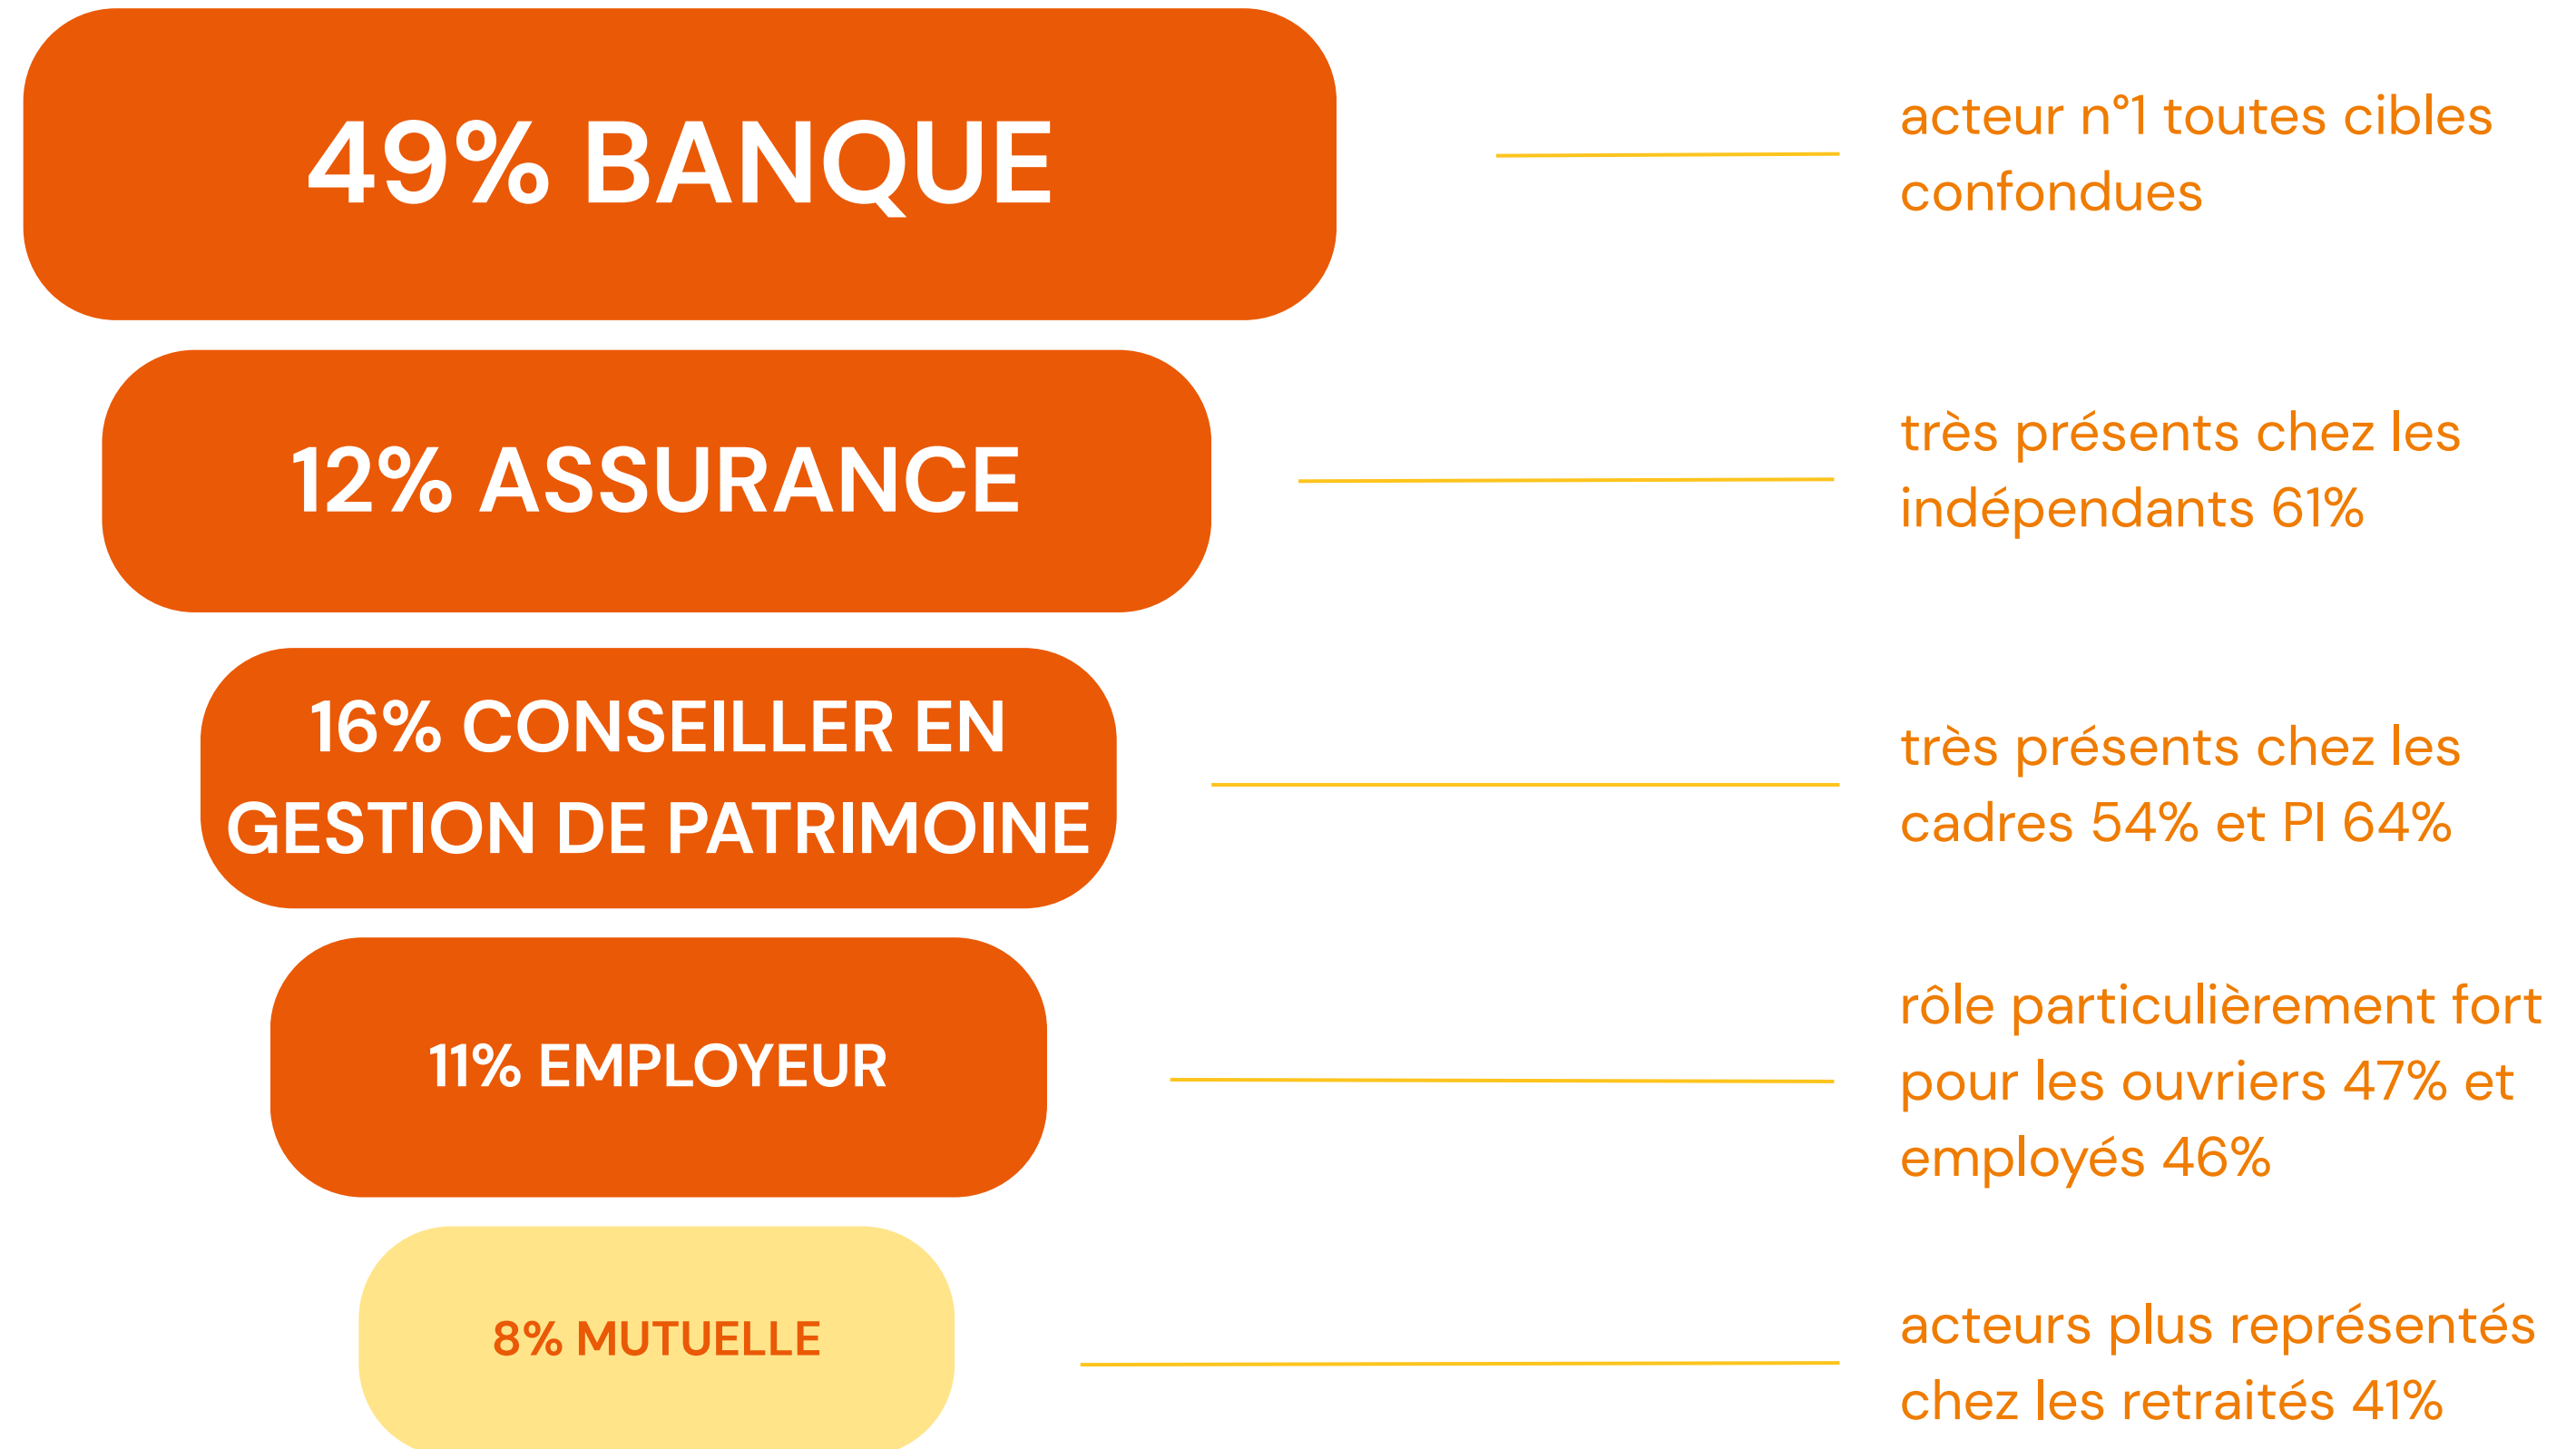 49% BANQUE
acteur n°1 toutes cibles
confondues
12% ASSURANCE
très présents chez les
indépendants 61%
16% CONSEILLER EN
GESTION DE PATRIMOINE
très présents chez les
cadres 54% et PI 64%
11% EMPLOYEUR
rôle particulièrement fort
pour les ouvriers 47% et
employés 46%
8% MUTUELLE
acteurs plus représentés
chez les retraités 41%